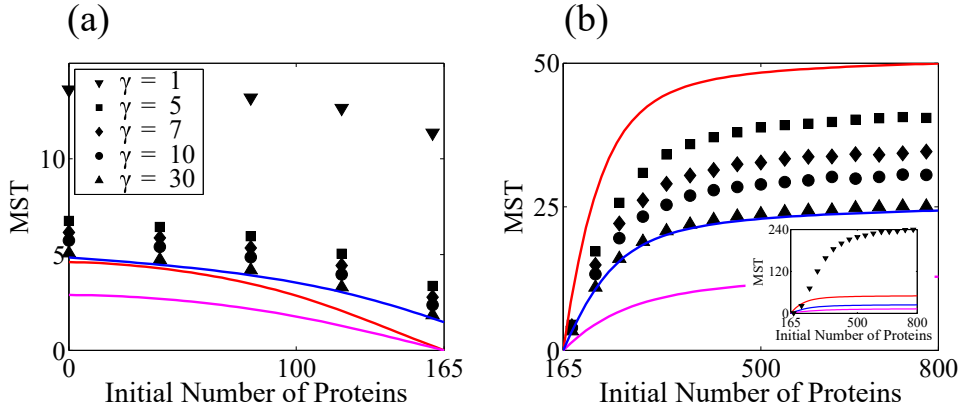 (a)
MST
15
10
5
0
γ = 1
γ = 5
γ = 7
γ = 10
γ = 30
0
100
165
Initial Number of Proteins
(b)
MST
50
25
0
165
500
800
Initial Number of Proteins
MST
240
120
0
165
500
800
Initial Number of Proteins